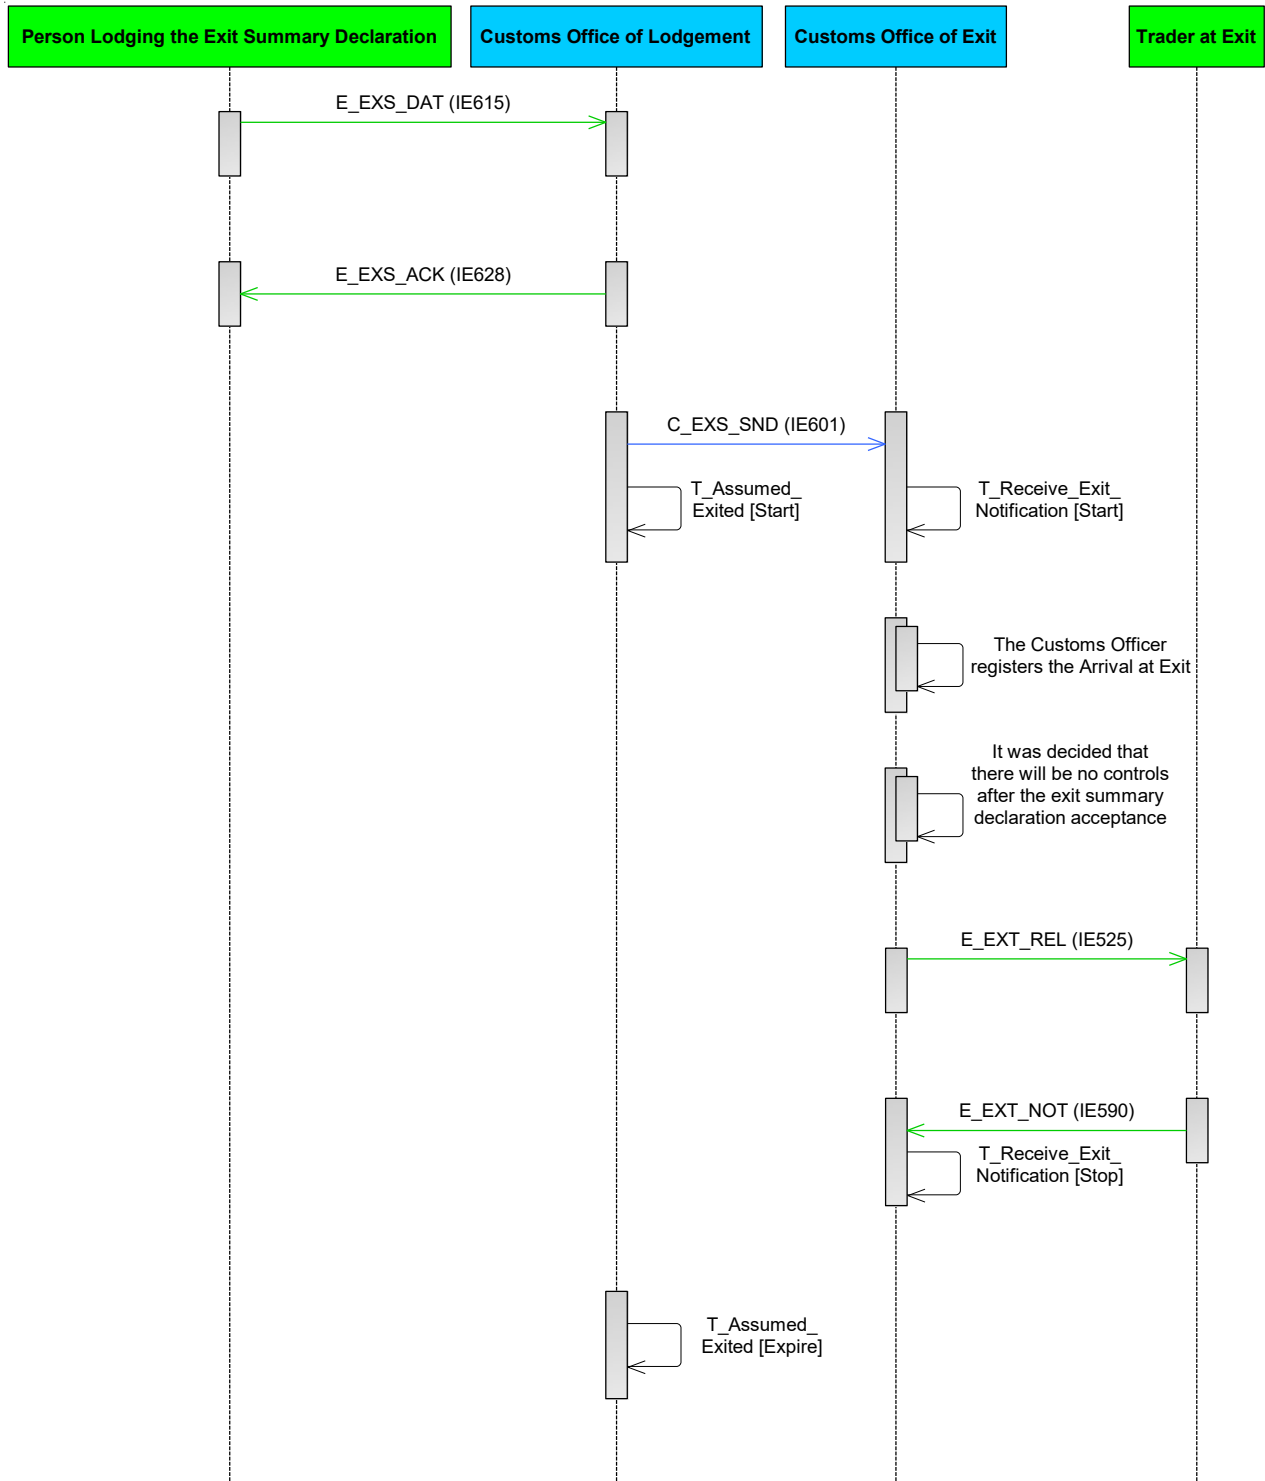 Person Lodging the Exit Summary Declaration
Customs Office of Lodgement
Customs Office of Exit
Trader at Exit
E_EXS_DAT (IE615)
E_EXS_ACK (IE628)
C_EXS_SND (IE601)
T_Assumed_
Exited [Start]
T_Receive_Exit_
Notification [Start]
The Customs Officer
registers the Arrival at Exit
It was decided that
there will be no controls
after the exit summary
declaration acceptance
E_EXT_REL (IE525)
E_EXT_NOT (IE590)
T_Receive_Exit_
Notification [Stop]
T_Assumed_
Exited [Expire]